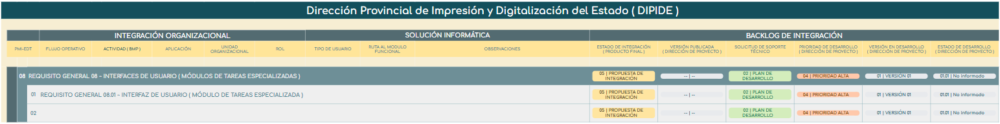 Dirección Provincial de Impresión y Digitalización del Estado ( DIPIDE )
INTEGRACIÓN ORGANIZACIONAL
SOLUCIÓN INFORMÁTICA
BACKLOG DE INTEGRACIÓN
PMI-EDT
FLUJO OPERATIVO
ACTIVIDAD ( BMP )
APLICACIÓN
UNIDAD
ORGANIZACIONAL
ROL
TIPO DE USUARIO
RUTA AL MODULO
FUNCIONAL
OBSERVACIONES
ESTADO DE INTEGRACIÓN
( PRODUCTO FINAL )
VERSIÓN PUBLICADA
( DIRECCIÓN DE PROYECTO )
SOLICITUD DE SOPORTE
TÉCNICO
PRIORIDAD DE DESARROLLO
( DIRECCIÓN DE PROYECTO )
VERSIÓN EN DESARROLLO
( DIRECCIÓN DE PROYECTO )
ESTADO DE DESARROLLO
( DIRECCIÓN DE PROYECTO )
08 REQUISITO GENERAL 08 - INTERFACES DE USUARIO ( MÓDULOS DE TAREAS ESPECIALIZADAS )
05 | PROPUESTA DE
INTEGRACIÓN
-- | --
02 | PLAN DE
DESARROLLO
04 | PRIORIDAD ALTA
01 | VERSIÓN 01
01.01 | No informado
01 REQUISITO GENERAL 08.01 - INTERFAZ DE USUARIO ( MÓDULO DE TAREAS ESPECIALIZADA )
05 | PROPUESTA DE
INTEGRACIÓN
-- | --
02 | PLAN DE
DESARROLLO
04 | PRIORIDAD ALTA
01 | VERSIÓN 01
01.01 | No informado
02
05 | PROPUESTA DE
INTEGRACIÓN
-- | --
02 | PLAN DE
DESARROLLO
04 | PRIORIDAD ALTA
01 | VERSIÓN 01
01.01 | No informado